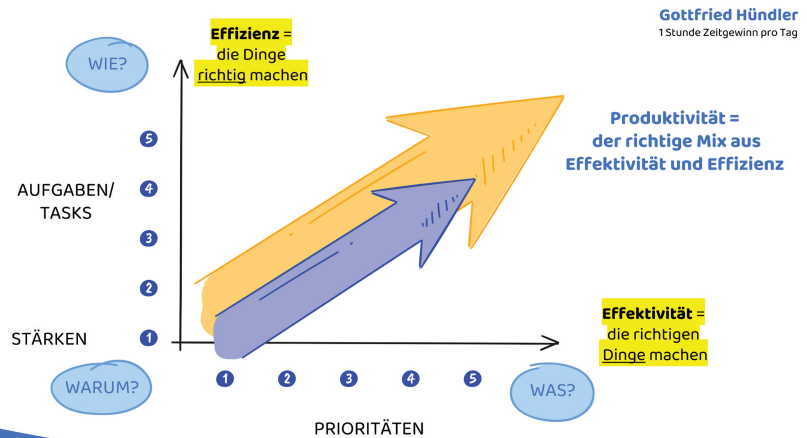 Gottfried Hündler
1 Stunde Zeitgewinn pro Tag
Effizienz =
die Dinge
richtig machen
WIE?
Produktivität =
der richtige Mix aus
Effektivität und Effizienz
5
AUFGABEN/
TASKS
4
3
2
1
STÄRKEN
Effektivität =
die richtigen
Dinge machen
WARUM?
1
2
3
4
5
WAS?
PRIORITÄTEN